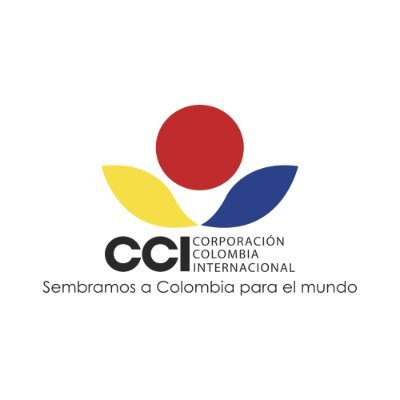 CCI
CORPORACIÓN
COLOMBIA
INTERNACIONAL
Sembramos a Colombia para el mundo